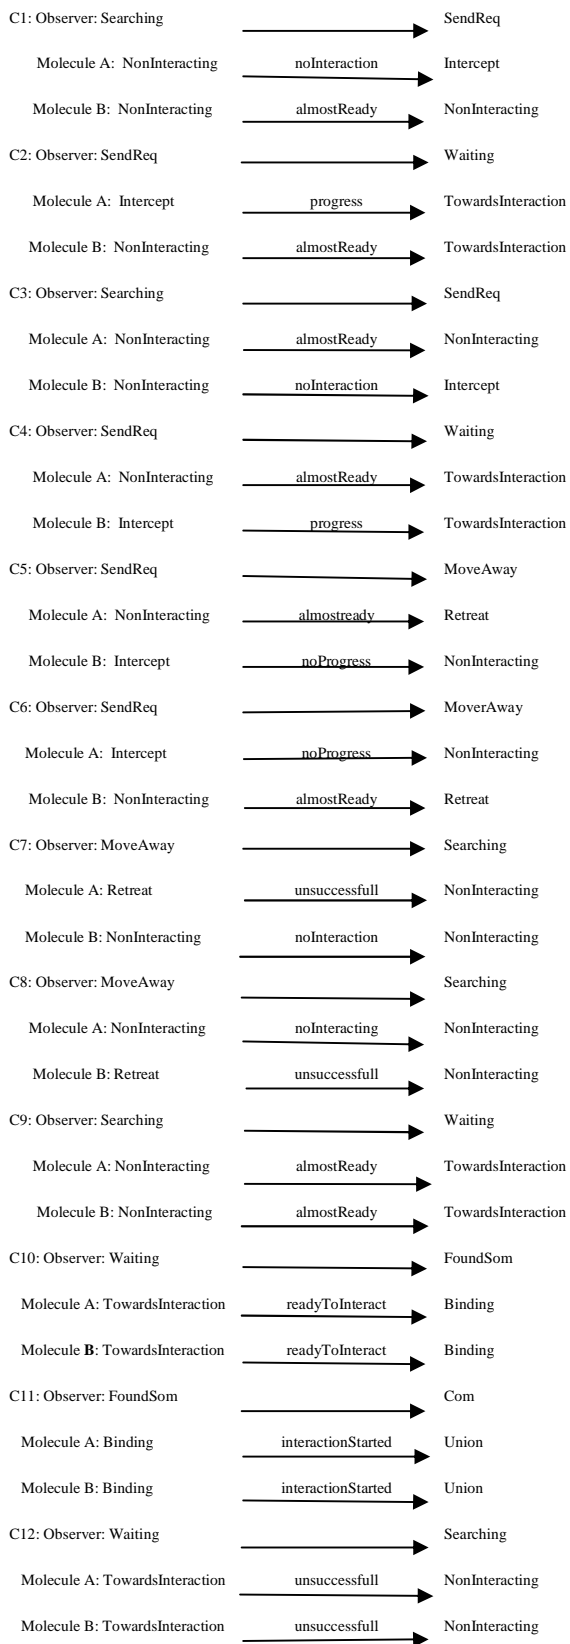 C1: Observer: Searching SendReq
Molecule A: NonInteracting noInteraction Intercept
Molecule B: NonInteracting almostReady NonInteracting
C2: Observer: SendReq Waiting
Molecule A: Intercept progress TowardsInteraction
Molecule B: NonInteracting almostReady TowardsInteraction
C3: Observer: Searching SendReq
Molecule A: NonInteracting almostReady NonInteracting
Molecule B: NonInteracting noInteraction Intercept
C4: Observer: SendReq Waiting
Molecule A: NonInteracting almostReady TowardsInteraction
Molecule B: Intercept progress TowardsInteraction
C5: Observer: SendReq MoveAway
Molecule A: NonInteracting almostready Retreat
Molecule B: Intercept noProgress NonInteracting
C6: Observer: SendReq MoverAway
Molecule A: Intercept noProgress NonInteracting
Molecule B: NonInteracting almostReady Retreat
C7: Observer: MoveAway Searching
Molecule A: Retreat unsuccessfull NonInteracting
Molecule B: NonInteracting noInteraction NonInteracting
C8: Observer: MoveAway Searching
Molecule A: NonInteracting noInteracting NonInteracting
Molecule B: Retreat unsuccessfull NonInteracting
C9: Observer: Searching Waiting
Molecule A: NonInteracting almostReady TowardsInteraction
Molecule B: NonInteracting almostReady TowardsInteraction
C10: Observer: Waiting FoundSom
Molecule A: TowardsInteraction readyToInteract Binding
Molecule B: TowardsInteraction readyToInteract Binding
C11: Observer: FoundSom Com
Molecule A: Binding interactionStarted Union
Molecule B: Binding interactionStarted Union
C12: Observer: Waiting Searching
Molecule A: TowardsInteraction unsuccessfull NonInteracting
Molecule B: TowardsInteraction unsuccessfull NonInteracting